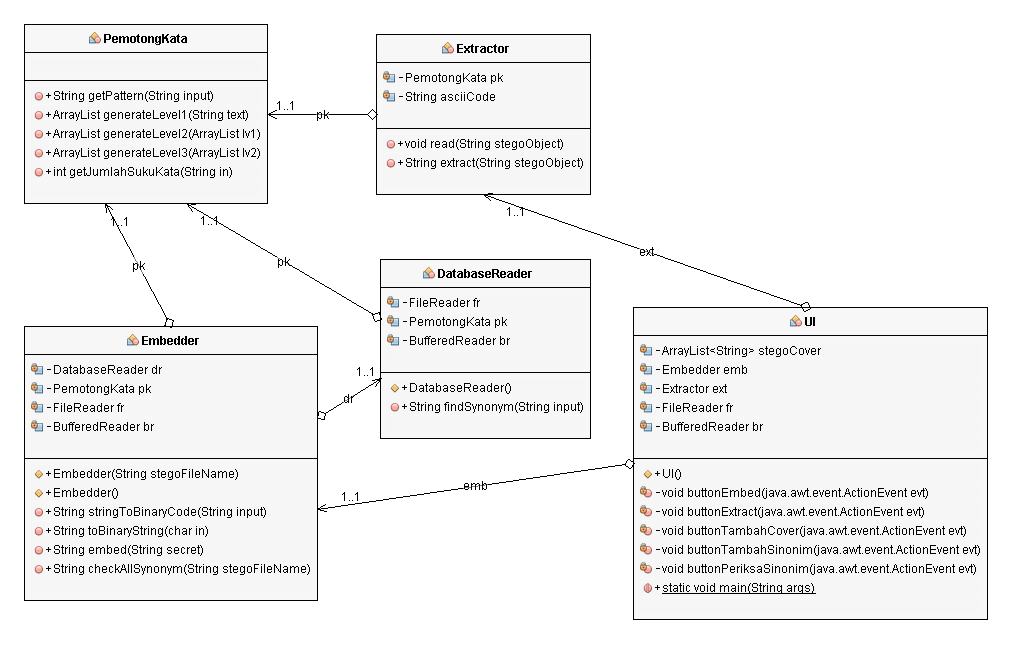 PemotongKata
+String getPattern(String input)
+ArrayList generateLevel1(String text)
+ArrayList generateLevel2(ArrayList lv1)
+ArrayList generateLevel3(ArrayList lv2)
+int getJumlahSukuKata(String in)
Extractor
-PemotongKata pk
-String asciiCode
+void read(String stegoObject)
+String extract(String stegoObject)
1..1
pk
1..1
pk
1..1
pk
1..1
ext
DatabaseReader
-FileReader fr
-PemotongKata pk
-BufferedReader br
+DatabaseReader()
+String findSynonym(String input)
Embedder
-DatabaseReader dr
-PemotongKata pk
-FileReader fr
-BufferedReader br
+Embedder(String stegoFileName)
+Embedder()
+String stringToBinaryCode(String input)
+String toBinaryString(char in)
+String embed(String secret)
+String checkAllSynonym(String stegoFileName)
1..1
dr
1..1
emb
UI
-ArrayList<String> stegoCover
-Embedder emb
-Extractor ext
-FileReader fr
-BufferedReader br
+UI()
-void buttonEmbed(java.awt.event.ActionEvent evt)
-void buttonExtract(java.awt.event.ActionEvent evt)
-void buttonTambahCover(java.awt.event.ActionEvent evt)
-void buttonTambahSinonim(java.awt.event.ActionEvent evt)
-void buttonPeriksaSinonim(java.awt.event.ActionEvent evt)
+static void main(String args)